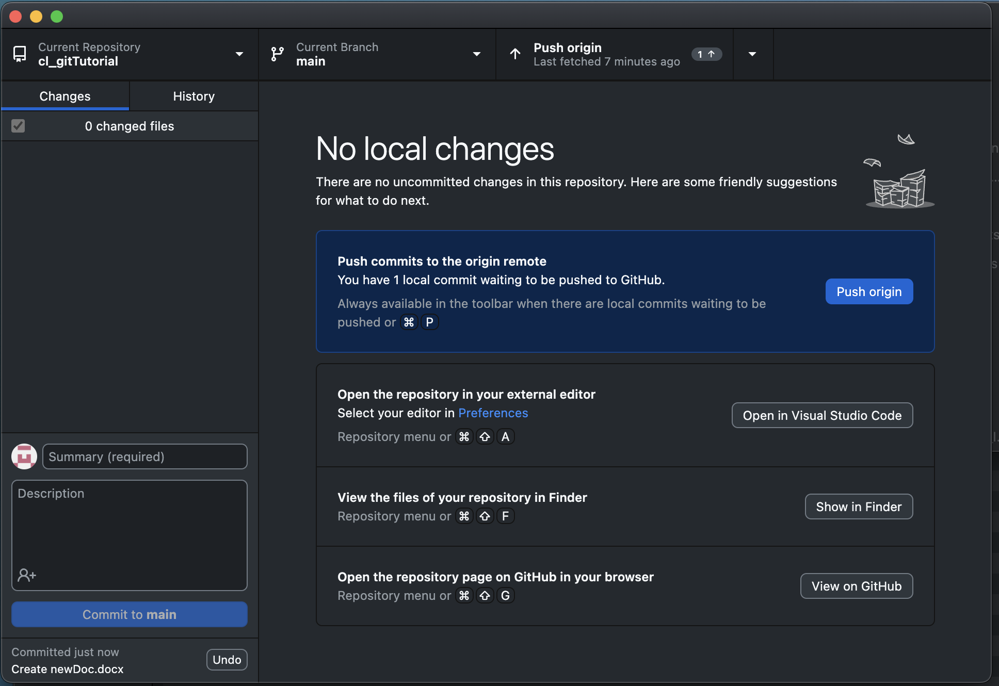 Current Repository
cl_gitTutorial
Current Branch
main
Push origin
Last fetched 7 minutes ago
1 ↑
Changes
History
0 changed files
No local changes
There are no uncommitted changes in this repository. Here are some friendly suggestions
for what to do next.
Push commits to the origin remote
You have 1 local commit waiting to be pushed to GitHub.
Always available in the toolbar when there are local commits waiting to be
pushed or ⌘ P
Push origin
Open the repository in your external editor
Select your editor in Preferences
Repository menu or ⌘ ⇧ A
Open in Visual Studio Code
View the files of your repository in Finder
Repository menu or ⌘ ⇧ F
Show in Finder
Open the repository page on GitHub in your browser
Repository menu or ⌘ ⇧ G
View on GitHub
Summary (required)
Description
Commit to main
Committed just now
Create newDoc.docx
Undo